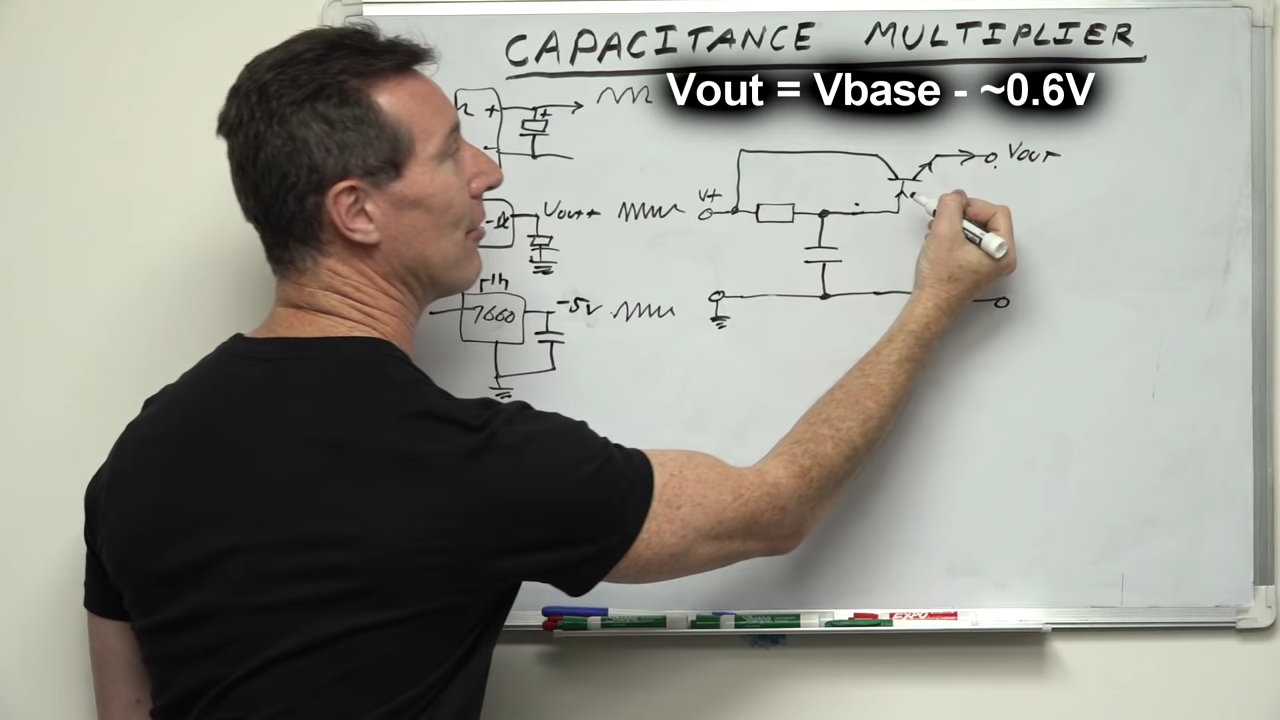 CAPACITANCE MULTIPLIER
Vout = Vbase - ~0.6V
+
+
VOUT
V+
VOUT+
7660
-5V
EXPO